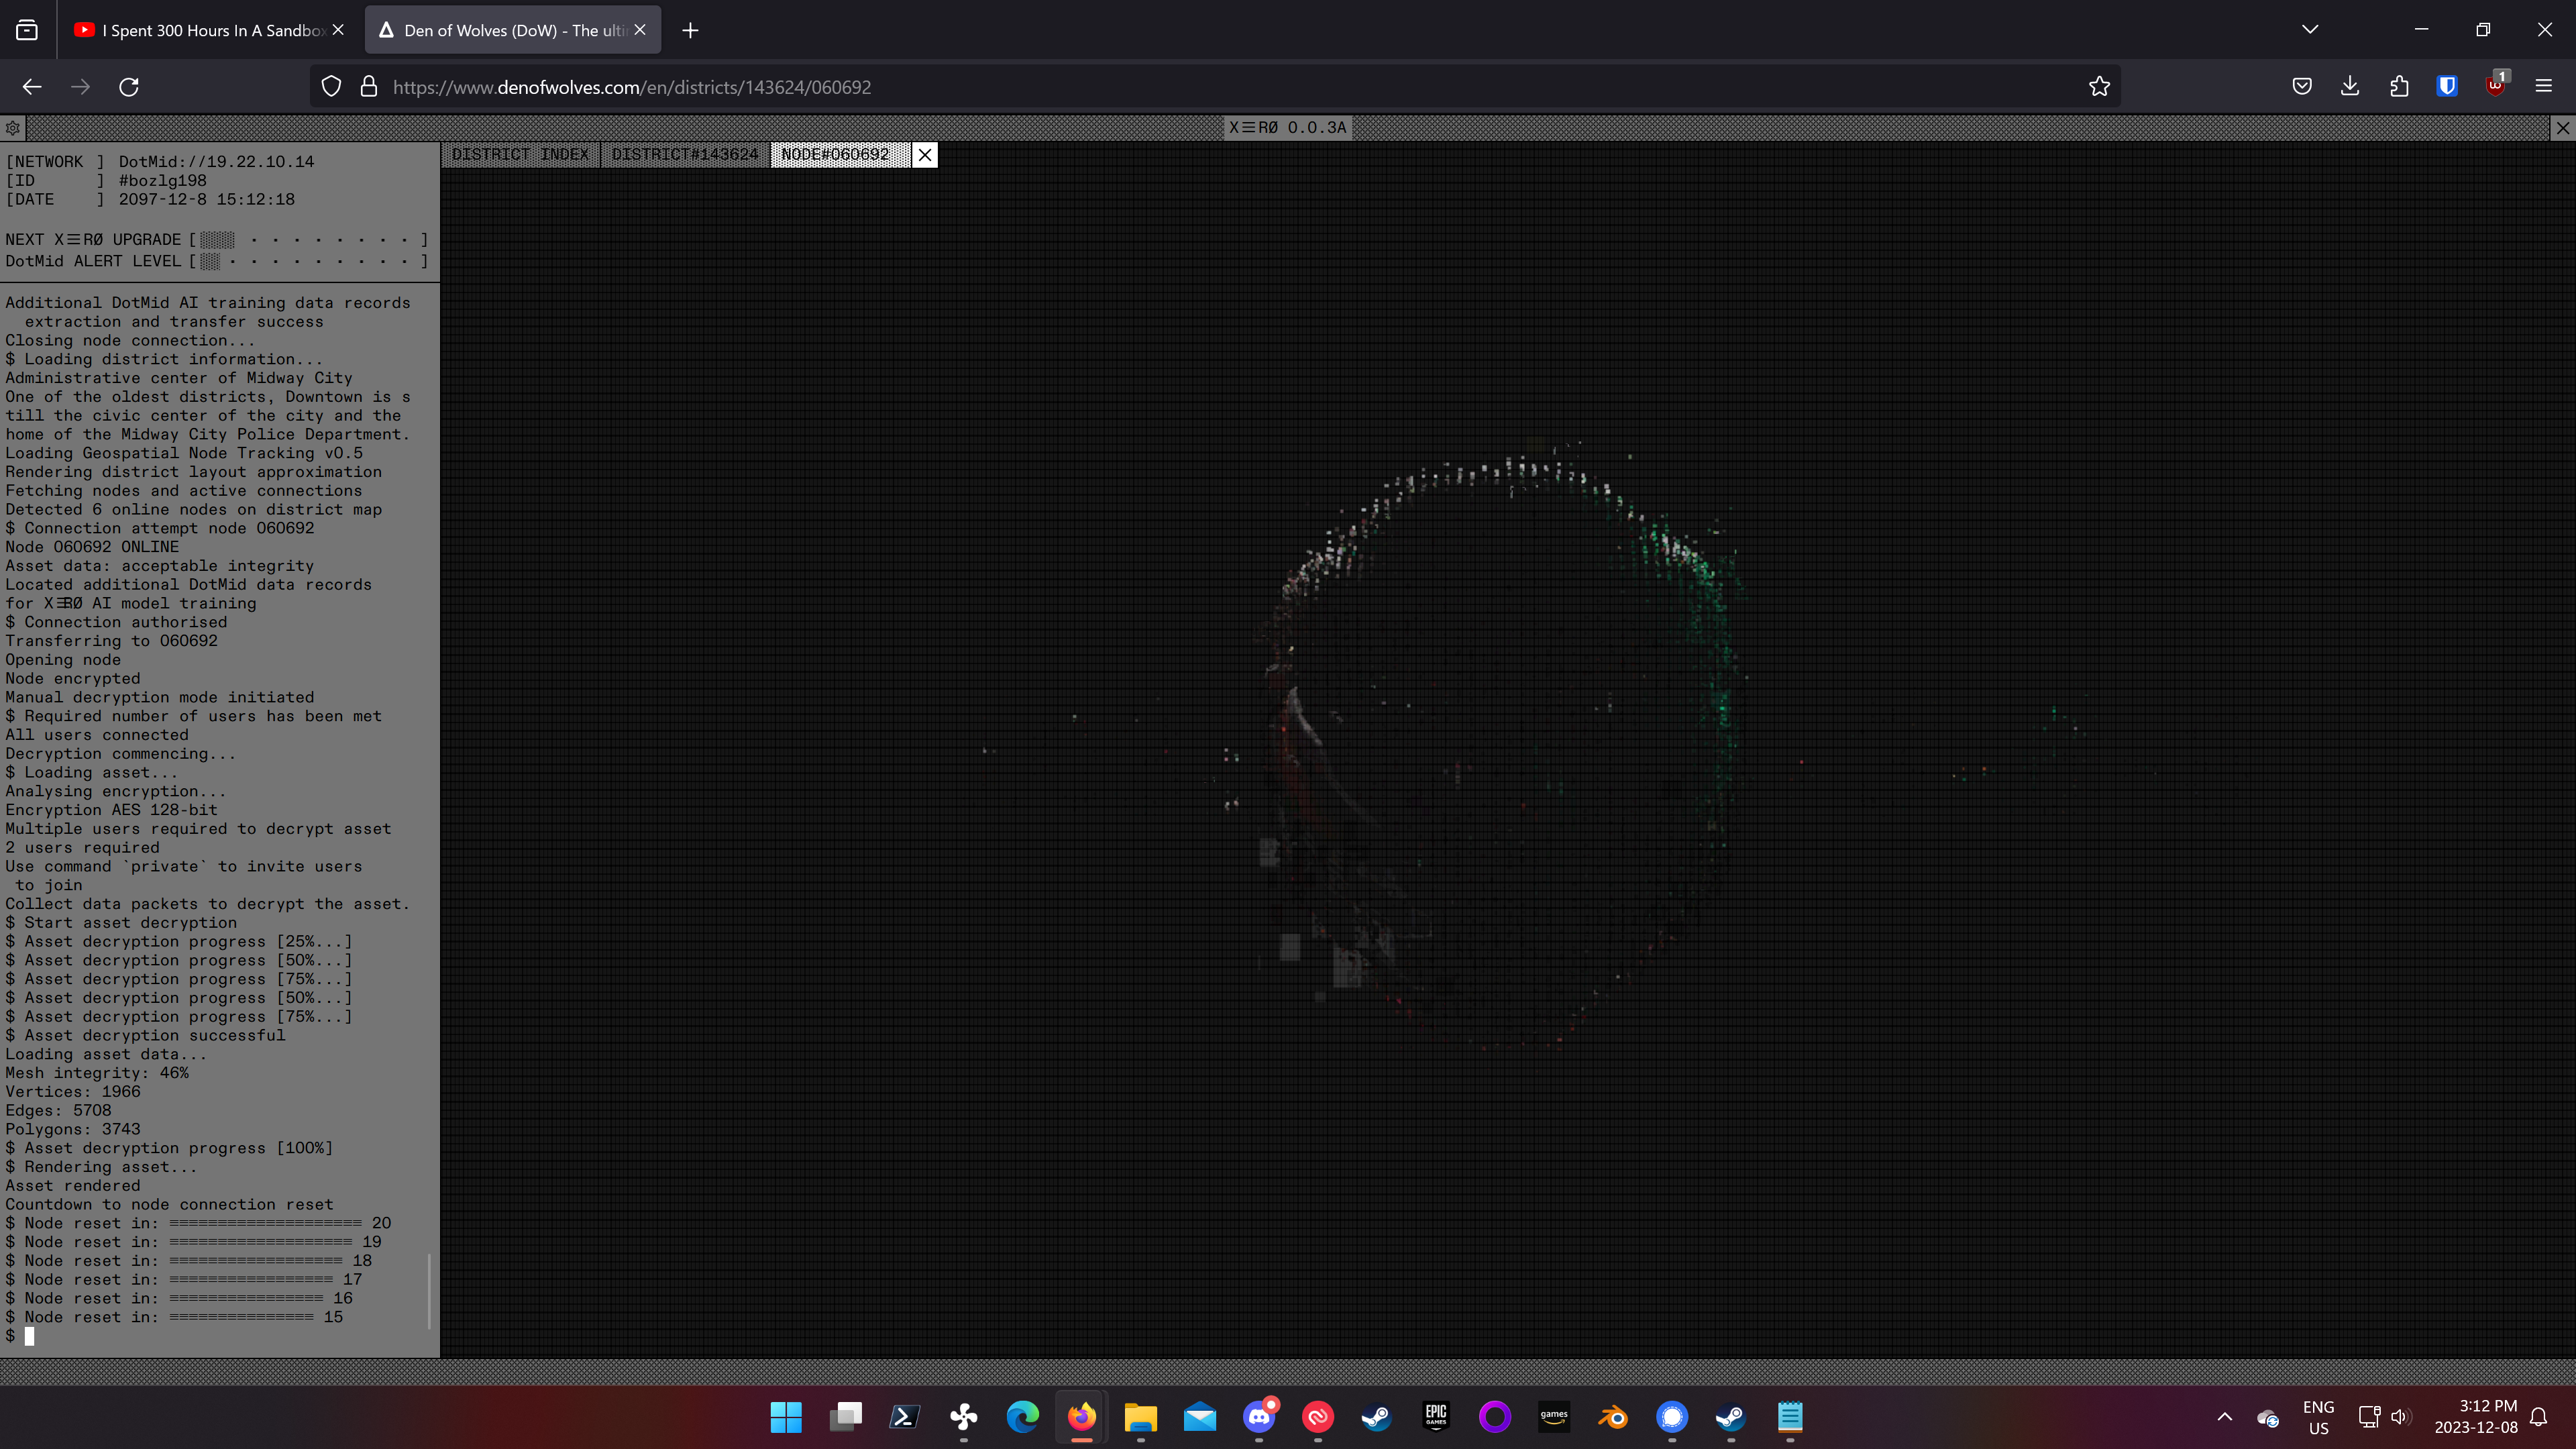 I Spent 300 Hours In A Sandbox
Den of Wolves (DoW) - The ulti
https://www.denofwolves.com/en/districts/143624/060692
1
X☰RØ 0.0.3A
[NETWORK ] DotMid://19.22.10.14
[ID ] #bozlg198
[DATE ] 2097-12-8 15:12:18
NEXT X☰RØ UPGRADE [▒▒▒ · · · · · · · · ]
DotMid ALERT LEVEL [▒▒ · · · · · · · · · ]
DISTRICT INDEX
DISTRICT#143624
NODE#060692
Additional DotMid AI training data records
extraction and transfer success
Closing node connection...
$ Loading district information...
Administrative center of Midway City
One of the oldest districts, Downtown is s
till the civic center of the city and the
home of the Midway City Police Department.
Loading Geospatial Node Tracking v0.5
Rendering district layout approximation
Fetching nodes and active connections
Detected 6 online nodes on district map
$ Connection attempt node 060692
Node 060692 ONLINE
Asset data: acceptable integrity
Located additional DotMid data records
for X☰RØ AI model training
$ Connection authorised
Transferring to 060692
Opening node
Node encrypted
Manual decryption mode initiated
$ Required number of users has been met
All users connected
Decryption commencing...
$ Loading asset...
Analysing encryption...
Encryption AES 128-bit
Multiple users required to decrypt asset
2 users required
Use command `private` to invite users
to join
Collect data packets to decrypt the asset.
$ Start asset decryption
$ Asset decryption progress [25%...]
$ Asset decryption progress [50%...]
$ Asset decryption progress [75%...]
$ Asset decryption progress [50%...]
$ Asset decryption progress [75%...]
$ Asset decryption successful
Loading asset data...
Mesh integrity: 46%
Vertices: 1966
Edges: 5708
Polygons: 3743
$ Asset decryption progress [100%]
$ Rendering asset...
Asset rendered
Countdown to node connection reset
$ Node reset in: ≡≡≡≡≡≡≡≡≡≡≡≡≡≡≡≡≡≡≡≡ 20
$ Node reset in: ≡≡≡≡≡≡≡≡≡≡≡≡≡≡≡≡≡≡≡ 19
$ Node reset in: ≡≡≡≡≡≡≡≡≡≡≡≡≡≡≡≡≡≡ 18
$ Node reset in: ≡≡≡≡≡≡≡≡≡≡≡≡≡≡≡≡≡ 17
$ Node reset in: ≡≡≡≡≡≡≡≡≡≡≡≡≡≡≡≡ 16
$ Node reset in: ≡≡≡≡≡≡≡≡≡≡≡≡≡≡≡ 15
$
EPIC
GAMES
games
ENG
US
3:12 PM
2023-12-08